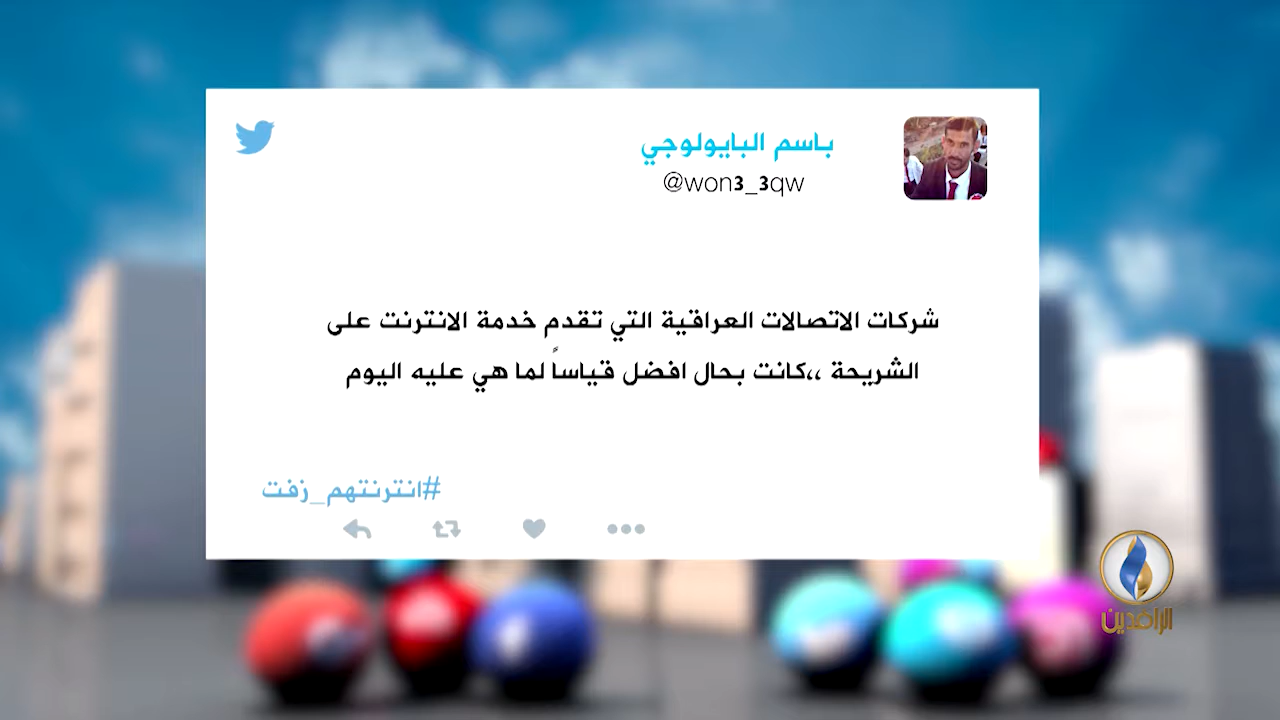 باسم البايولوجي
@won3_3qw
شركات الاتصالات العراقية التي تقدم خدمة الانترنت على
الشريحة ،،كانت بحال افضل قياساً لما هي عليه اليوم
#انترنتهم_زفت
الرافدين